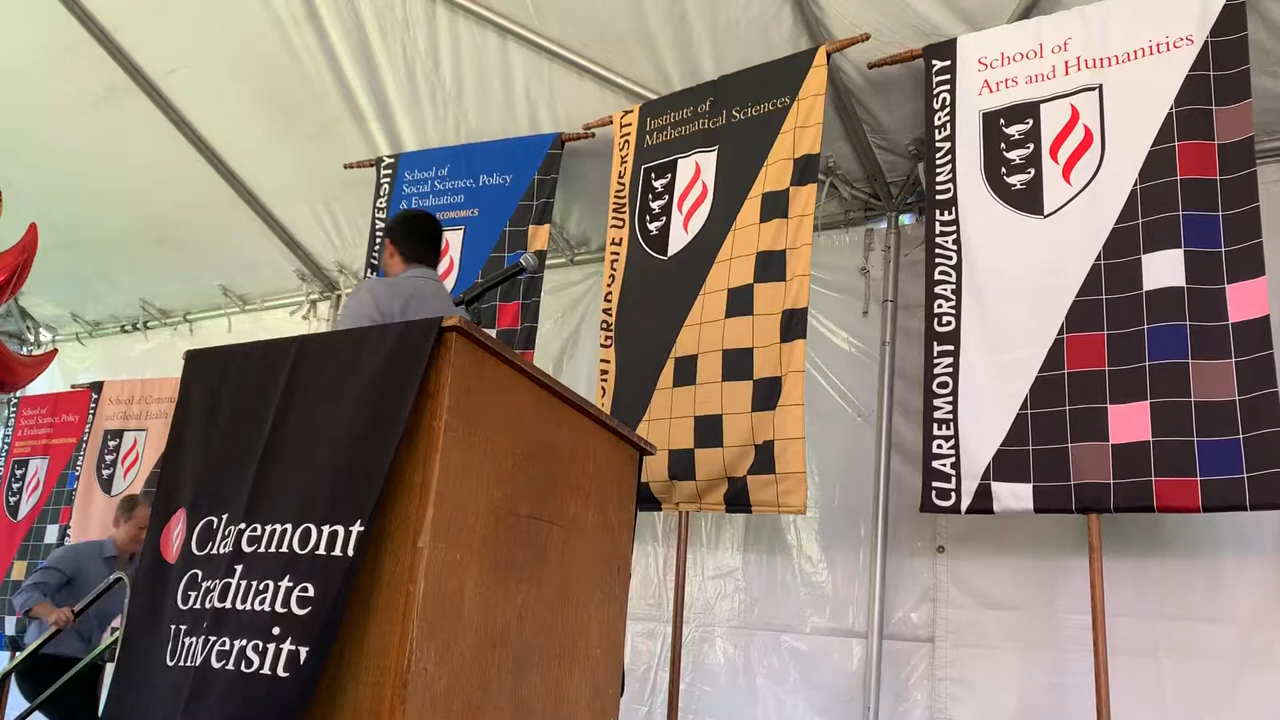 School of
Social Science, Policy
& Evaluation
School of
and Global Health
Claremont
Graduate
University
UNIVERSITY
School of
Social Science, Policy
& Evaluation
ECONOMICS
GRADUATE UNIVERSITY
Institute of
Mathematical Sciences
CLAREMONT GRADUATE UNIVERSITY
School of
Arts and Humanities